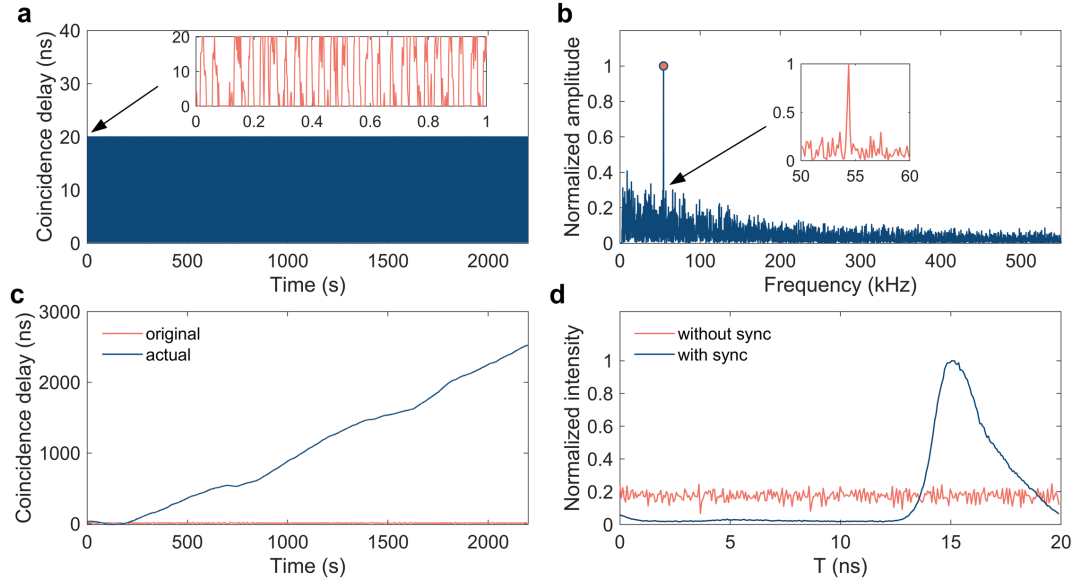 a
Coincidence delay (ns)
40
30
20
10
0
20
10
0
0 0.2 0.4 0.6 0.8 1
0 500 1000 1500 2000
Time (s)
b
Normalized amplitude
1
0.8
0.6
0.4
0.2
0
1
0.5
0
50 55 60
0 100 200 300 400 500
Frequency (kHz)
c
Coincidence delay (ns)
3000
2000
1000
0
original
actual
0 500 1000 1500 2000
Time (s)
d
Normalized intensity
1
0.8
0.6
0.4
0.2
0
without sync
with sync
0 5 10 15 20
T (ns)